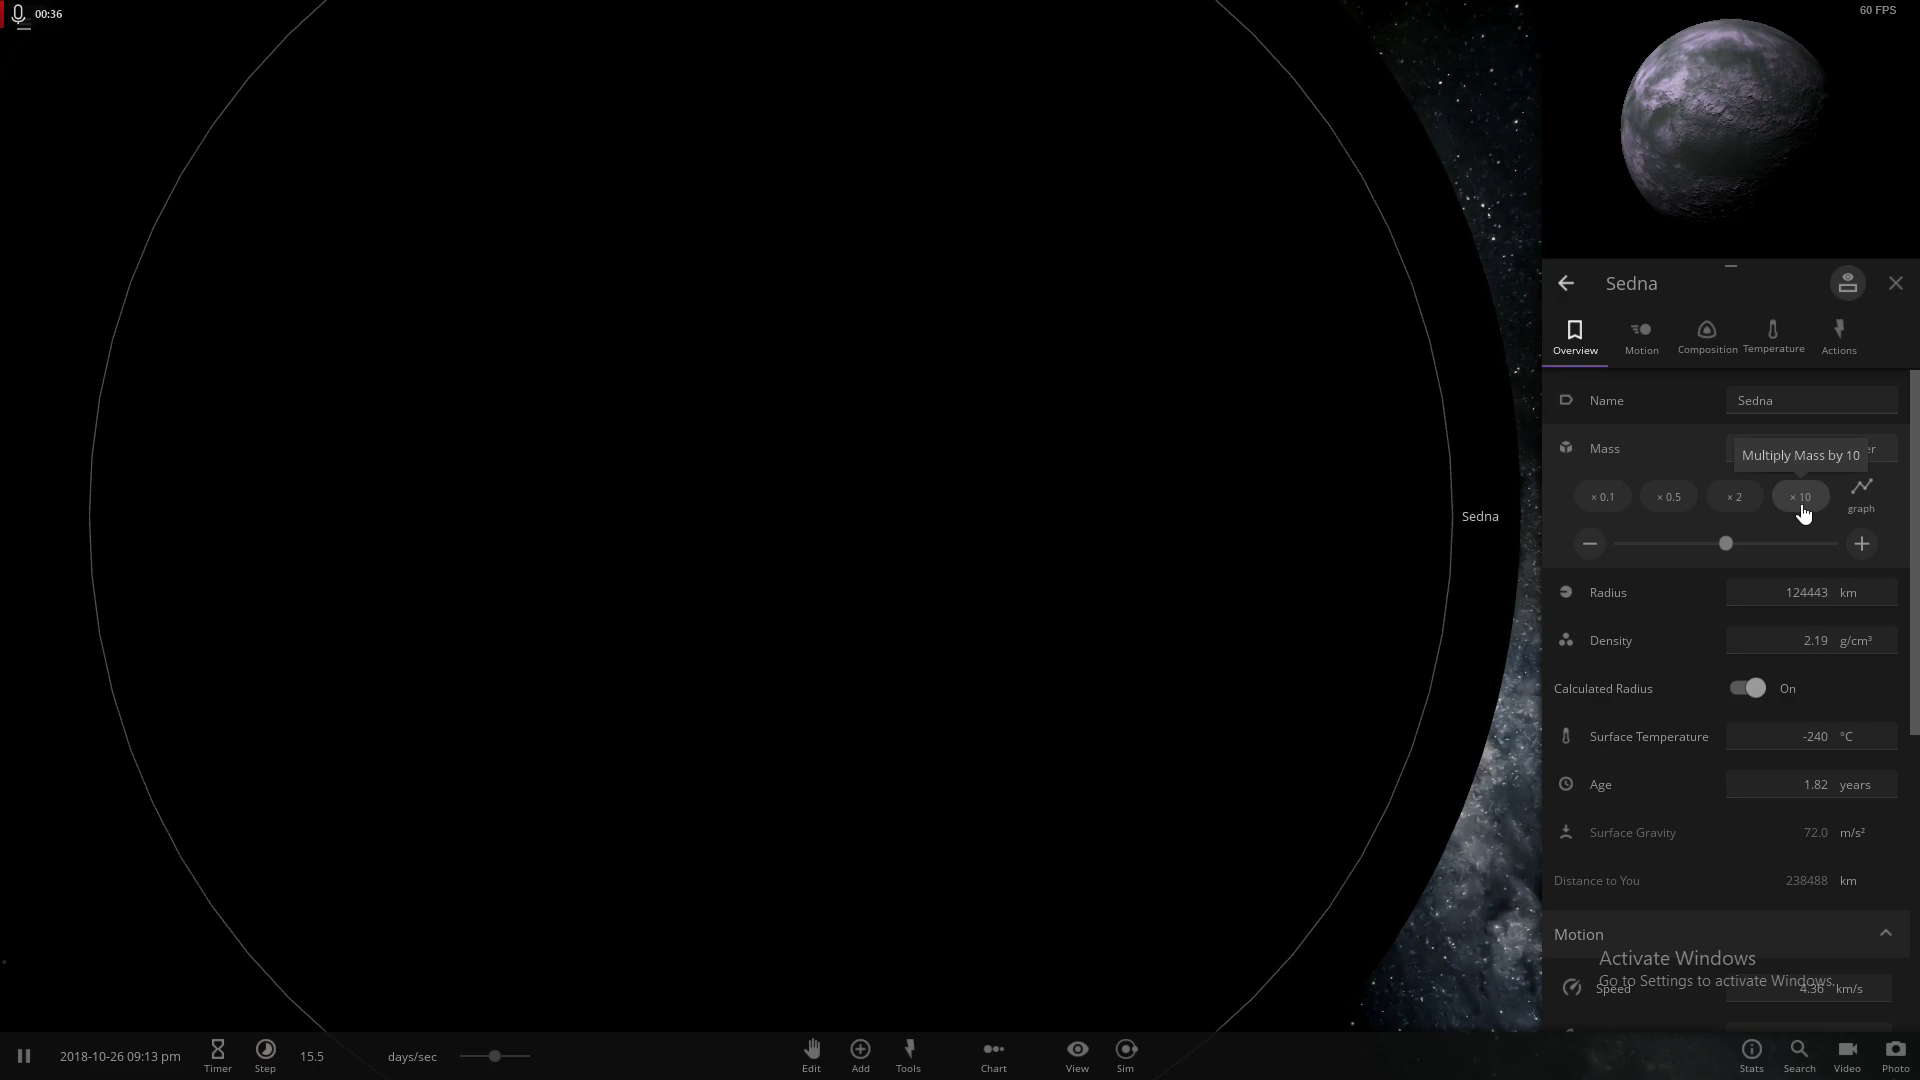 00:36
60 FPS
Sedna
Overview
Motion
Composition
Temperature
Actions
Name
Sedna
Mass
er
Multiply Mass by 10
× 0.1
× 0.5
× 2
× 10
graph
Sedna
Radius
124443 km
Density
2.19 g/cm³
Calculated Radius
On
Surface Temperature
-240 °C
Age
1.82 years
Surface Gravity
72.0 m/s²
Distance to You
238488 km
Motion
Activate Windows
Go to Settings to activate Windows.
Speed
4.36 km/s
2018-10-26 09:13 pm
Timer
Step
15.5
days/sec
Edit
Add
Tools
Chart
View
Sim
Stats
Search
Video
Photo